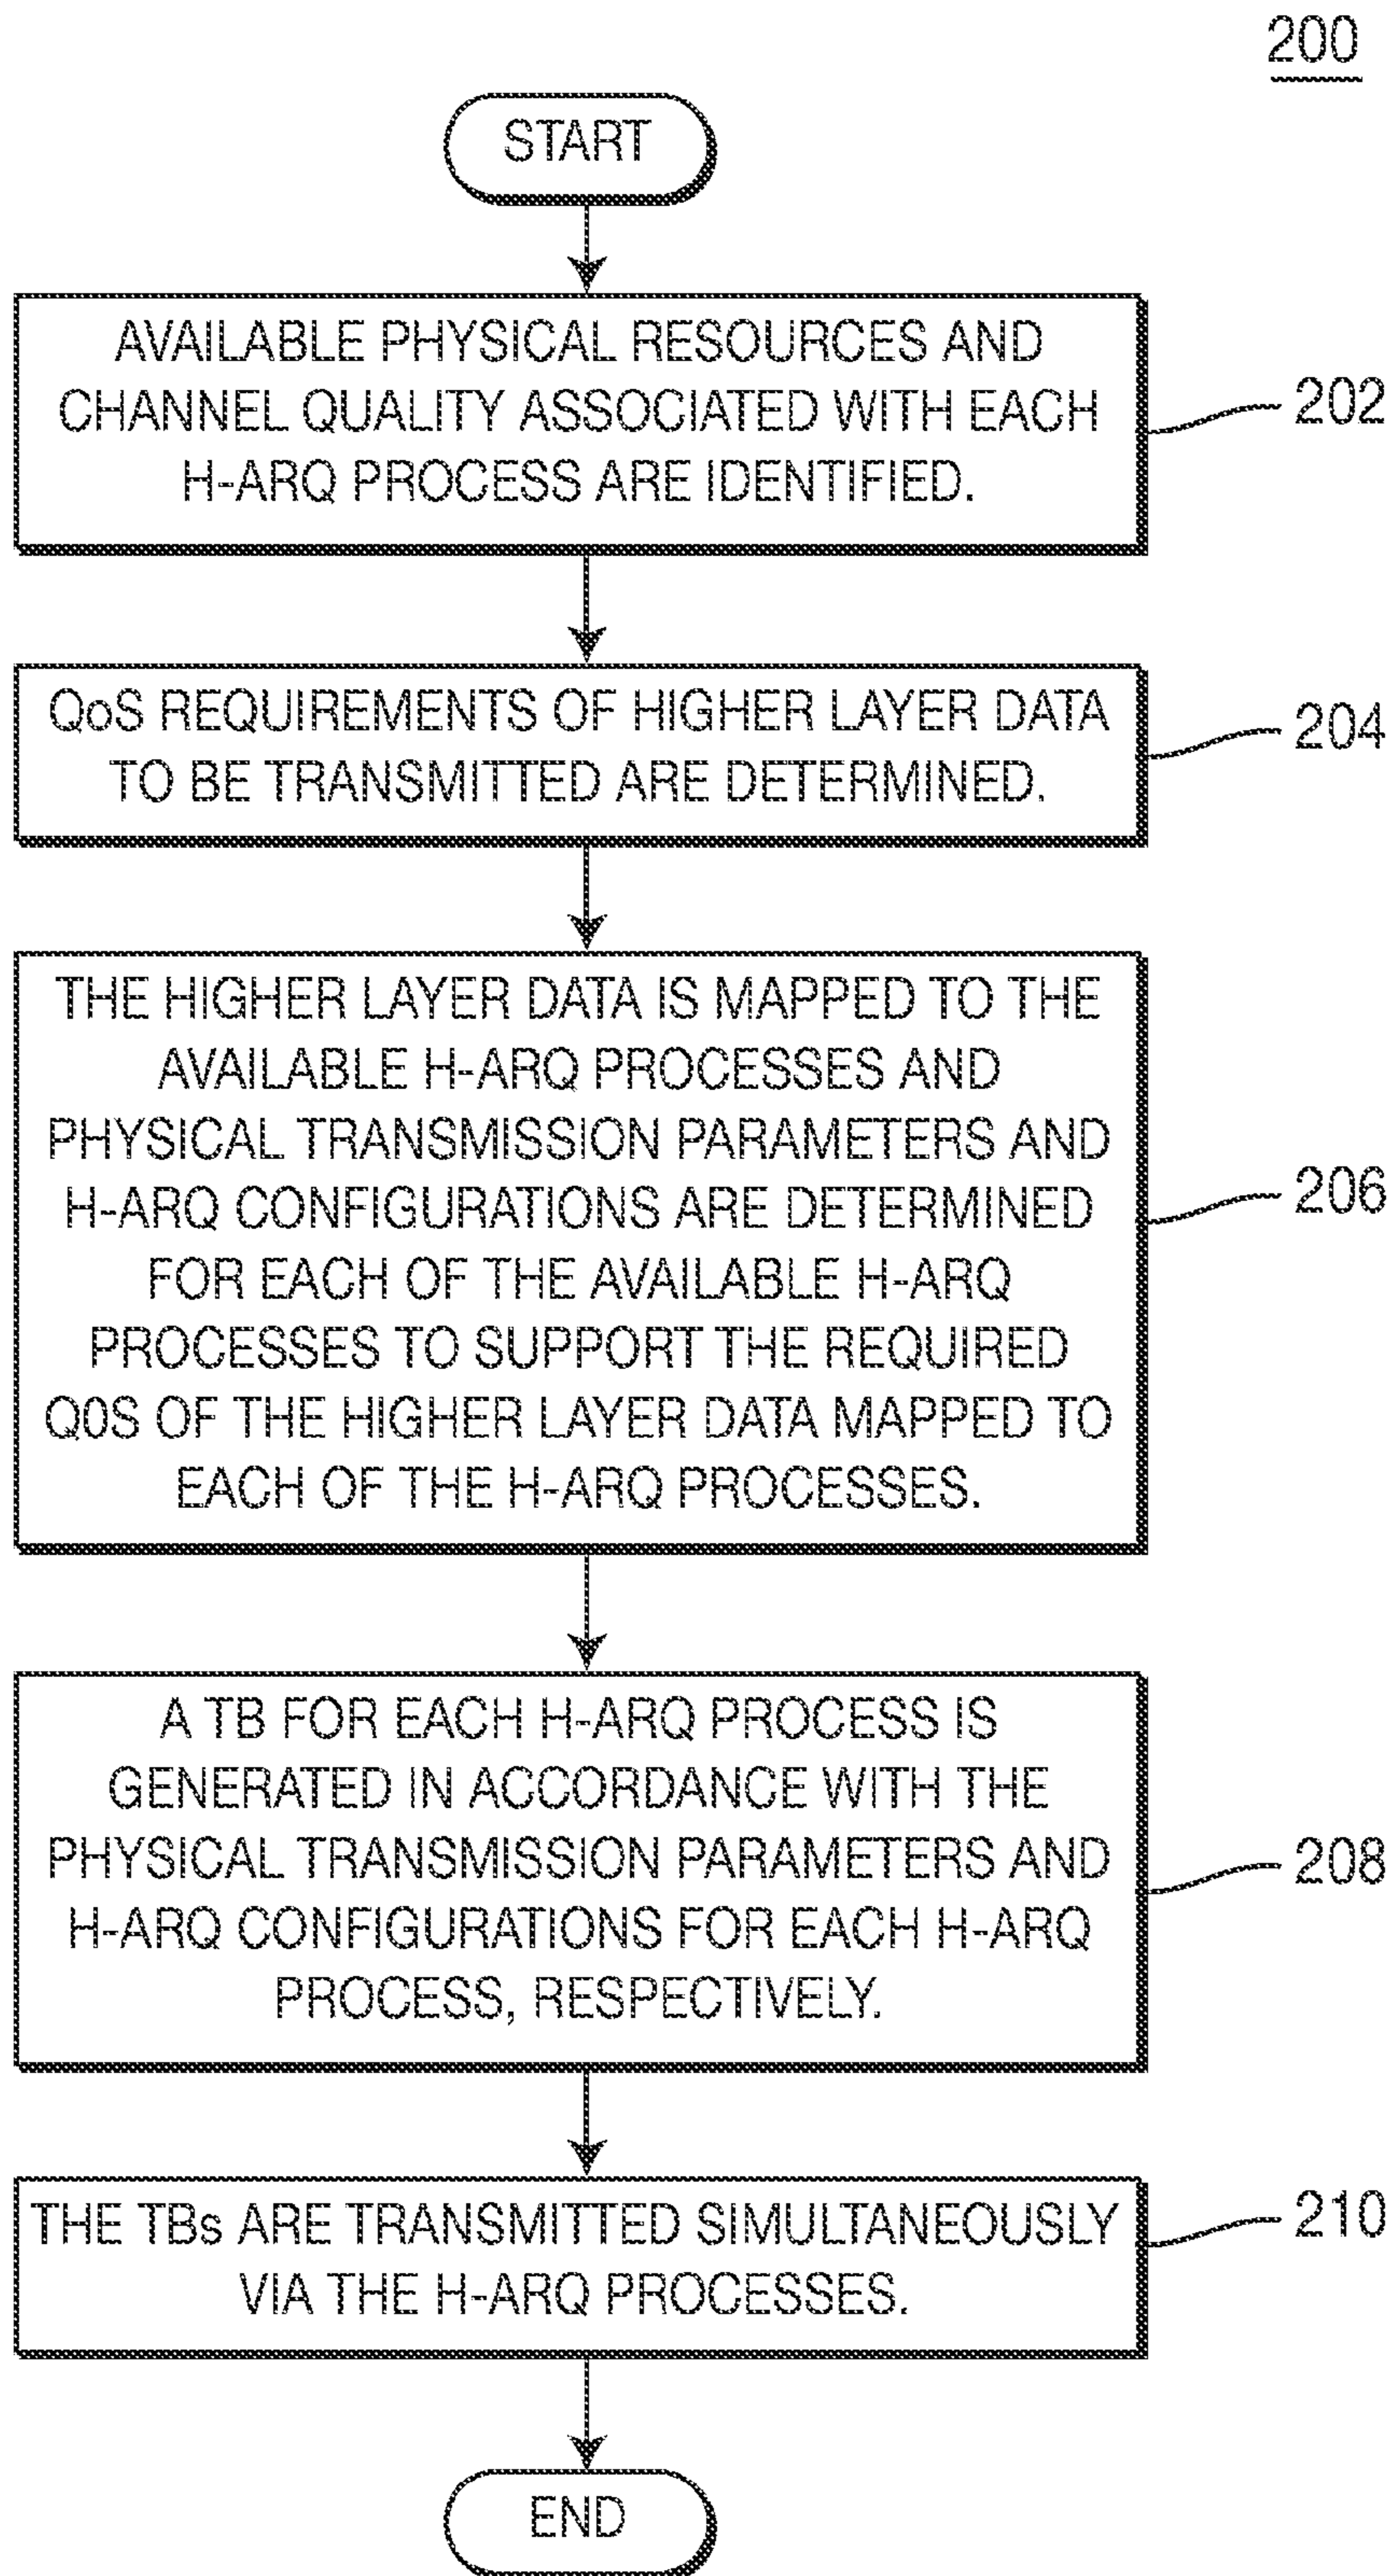 200
START
AVAILABLE PHYSICAL RESOURCES AND
CHANNEL QUALITY ASSOCIATED WITH EACH
H-ARQ PROCESS ARE IDENTIFIED.
202
QoS REQUIREMENTS OF HIGHER LAYER DATA
TO BE TRANSMITTED ARE DETERMINED.
204
THE HIGHER LAYER DATA IS MAPPED TO THE
AVAILABLE H-ARQ PROCESSES AND
PHYSICAL TRANSMISSION PARAMETERS AND
H-ARQ CONFIGURATIONS ARE DETERMINED
FOR EACH OF THE AVAILABLE H-ARQ
PROCESSES TO SUPPORT THE REQUIRED
Q0S OF THE HIGHER LAYER DATA MAPPED TO
EACH OF THE H-ARQ PROCESSES.
206
A TB FOR EACH H-ARQ PROCESS IS
GENERATED IN ACCORDANCE WITH THE
PHYSICAL TRANSMISSION PARAMETERS AND
H-ARQ CONFIGURATIONS FOR EACH H-ARQ
PROCESS, RESPECTIVELY.
208
THE TBs ARE TRANSMITTED SIMULTANEOUSLY
VIA THE H-ARQ PROCESSES.
210
END